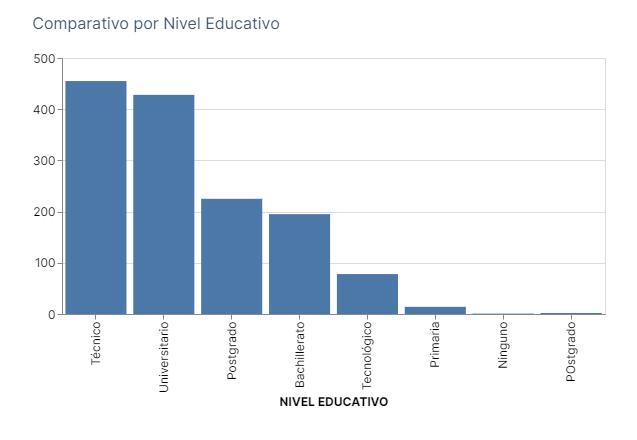 Comparativo por Nivel Educativo
500
400
300
200
100
0
Técnico
Universitario
Postgrado
Bachillerato
Tecnológico
Primaria
Ninguno
POstgrado
NIVEL EDUCATIVO